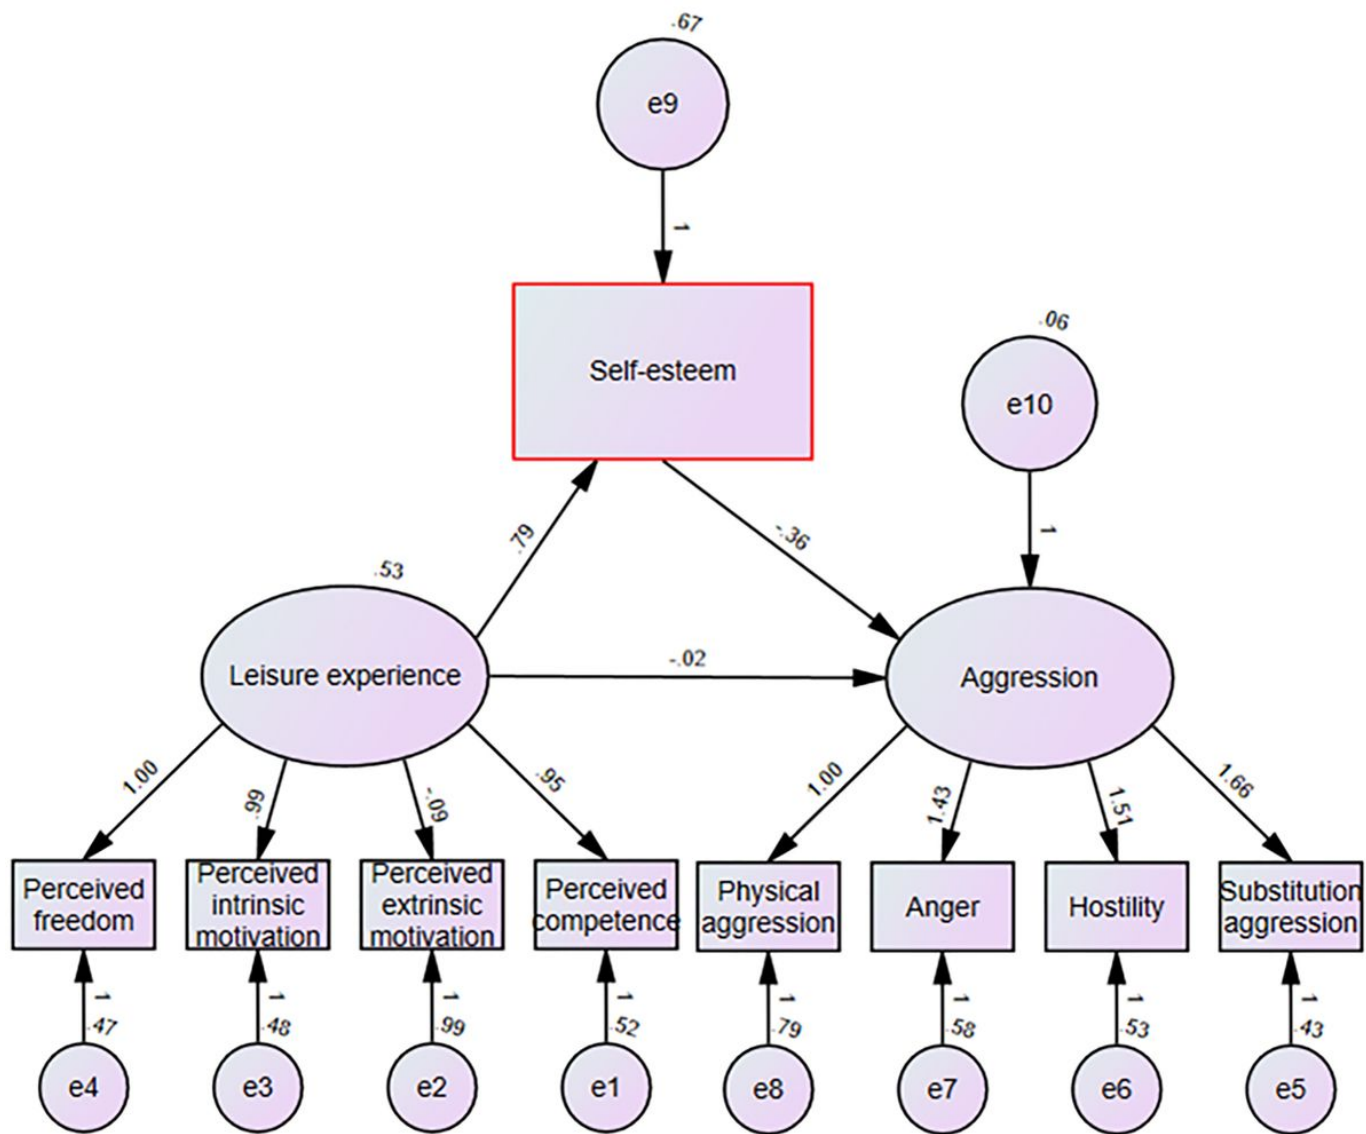 .67
e9
1
Self-esteem
.06
e10
1
.79
-.36
.53
Leisure experience
-.02
Aggression
1.00
.99
-.09
.95
1.00
1.43
1.51
1.66
Perceived
freedom
Perceived
intrinsic
motivation
Perceived
extrinsic
motivation
Perceived
competence
Physical
aggression
Anger
Hostility
Substitution
aggression
1
1
1
1
1
1
1
1
.47
.48
.99
.52
.79
.58
.53
.43
e4
e3
e2
e1
e8
e7
e6
e5